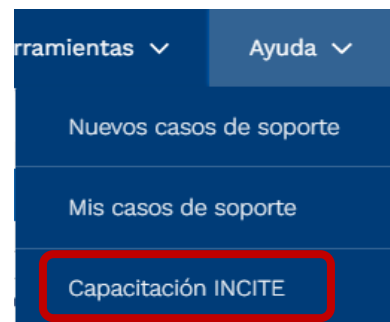 rramientas Ayuda
Nuevos casos de soporte
Mis casos de soporte
Capacitación INCITE